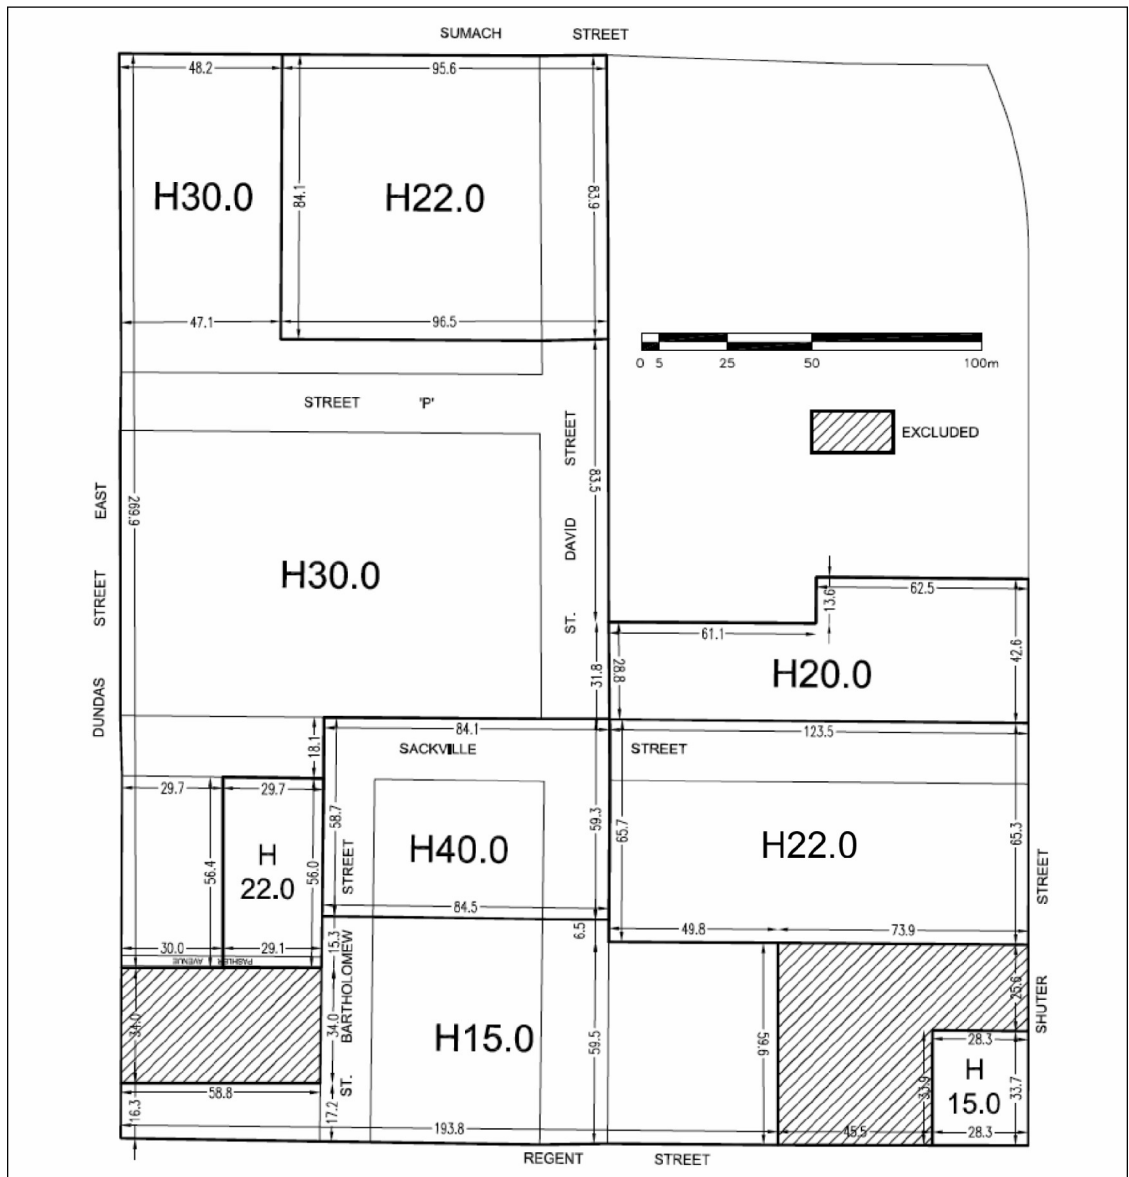 SUMACH STREET
48.2 95.6
H30.0 H22.0
84.1 83.9
47.1 96.5
0 5 25 50 100m
STREET 'P'
EXCLUDED
DUNDAS STREET EAST
269.9
ST. DAVID STREET
83.5
H30.0
13.6 62.5
61.1
28.8 31.8 42.6
H20.0
84.1 123.5
18.1
SACKVILLE STREET
29.7 29.7
58.7 59.3 65.7 65.3
H40.0 H22.0
H
22.0
56.4 56.0
84.5
49.8 73.9
6.5
30.0 29.1
15.3
PASHLER AVENUE
ST. BARTHOLOMEW STREET
SHUTER STREET
34.0 34.0
H15.0
59.5 59.6
25.6
28.3
H
15.0
33.9 33.7
58.8
16.3 17.2
193.8 45.5 28.3
REGENT STREET